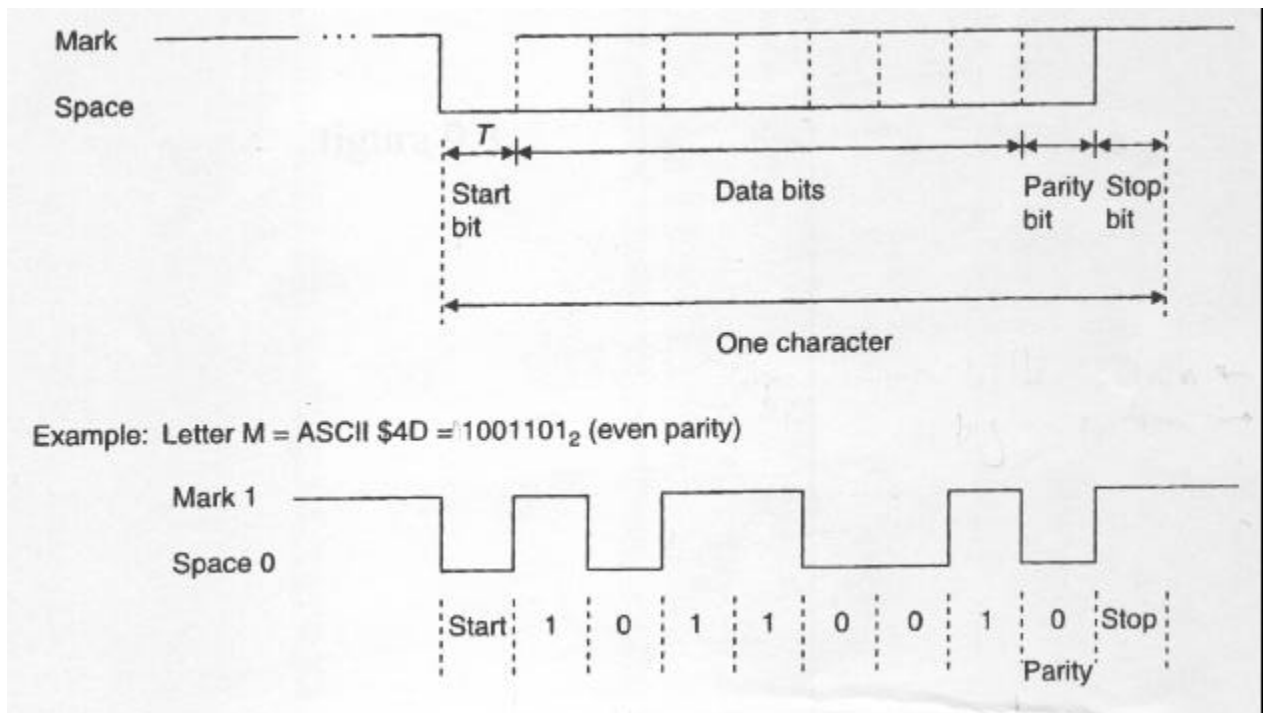 Mark
Space
T
Start bit
Data bits
Parity bit
Stop bit
One character
Example: Letter M = ASCII $4D = 1001101₂ (even parity)
Mark 1
Space 0
Start 1 0 1 1 0 0 1 0 Stop
Parity